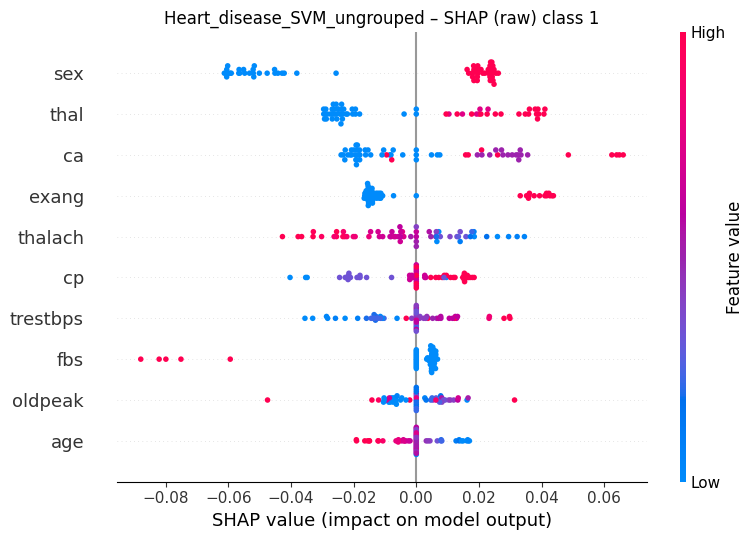 Heart_disease_SVM_ungrouped – SHAP (raw) class 1
High
sex
thal
ca
exang
thalach
cp
trestbps
fbs
oldpeak
age
Feature value
Low
−0.08 −0.06 −0.04 −0.02 0.00 0.02 0.04 0.06
SHAP value (impact on model output)